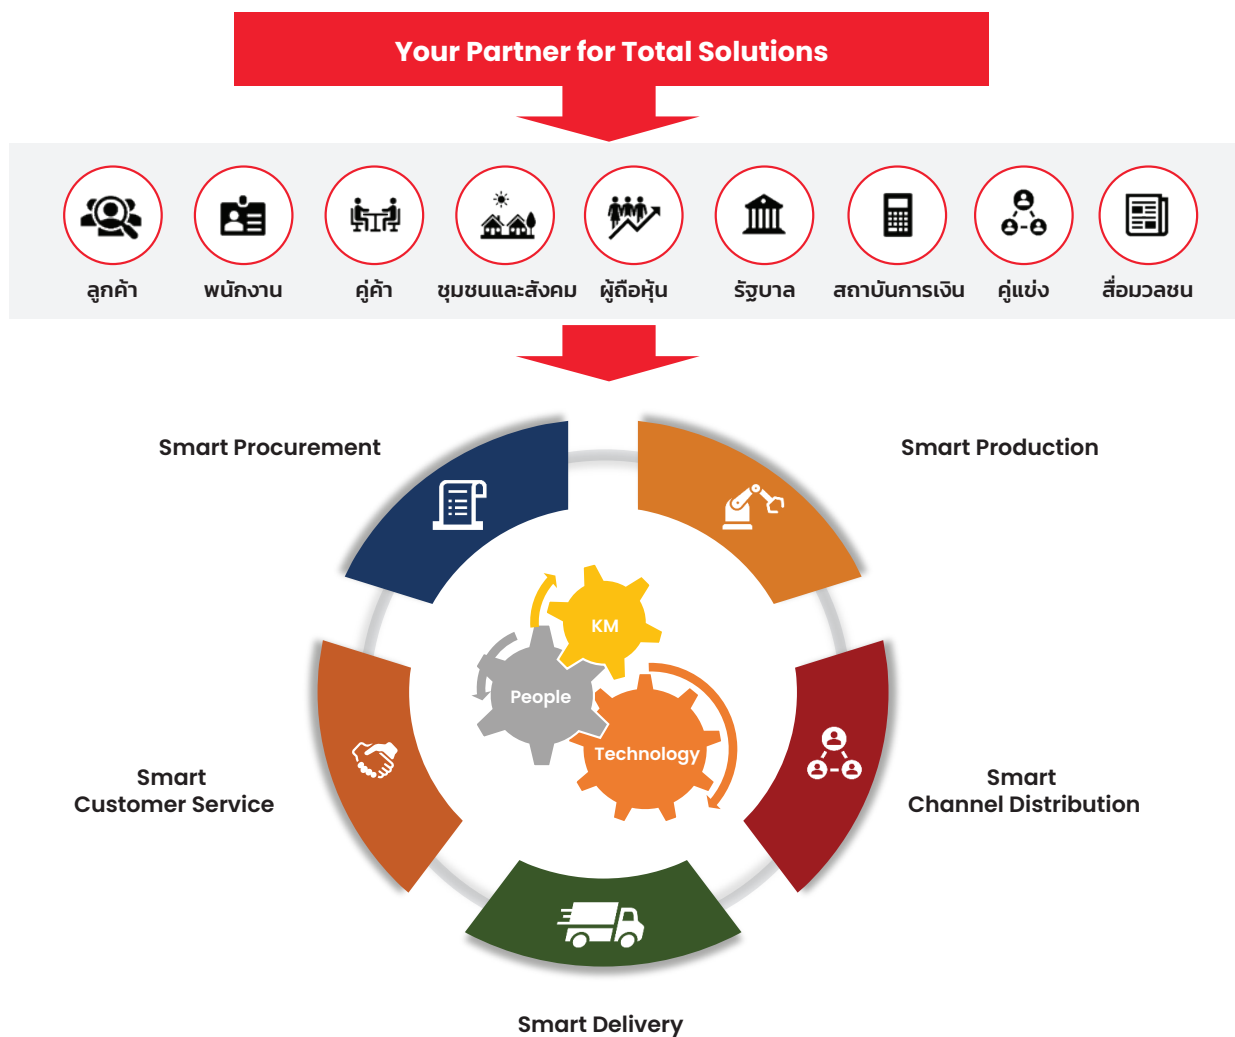 Your Partner for Total Solutions
ลูกค้า
พนักงาน
คู่ค้า
ชุมชนและสังคม
ผู้ถือหุ้น
รัฐบาล
สถาบันการเงิน
คู่แข่ง
สื่อมวลชน
Smart Procurement
Smart Production
KM
People
Technology
Smart
Customer Service
Smart
Channel Distribution
Smart Delivery